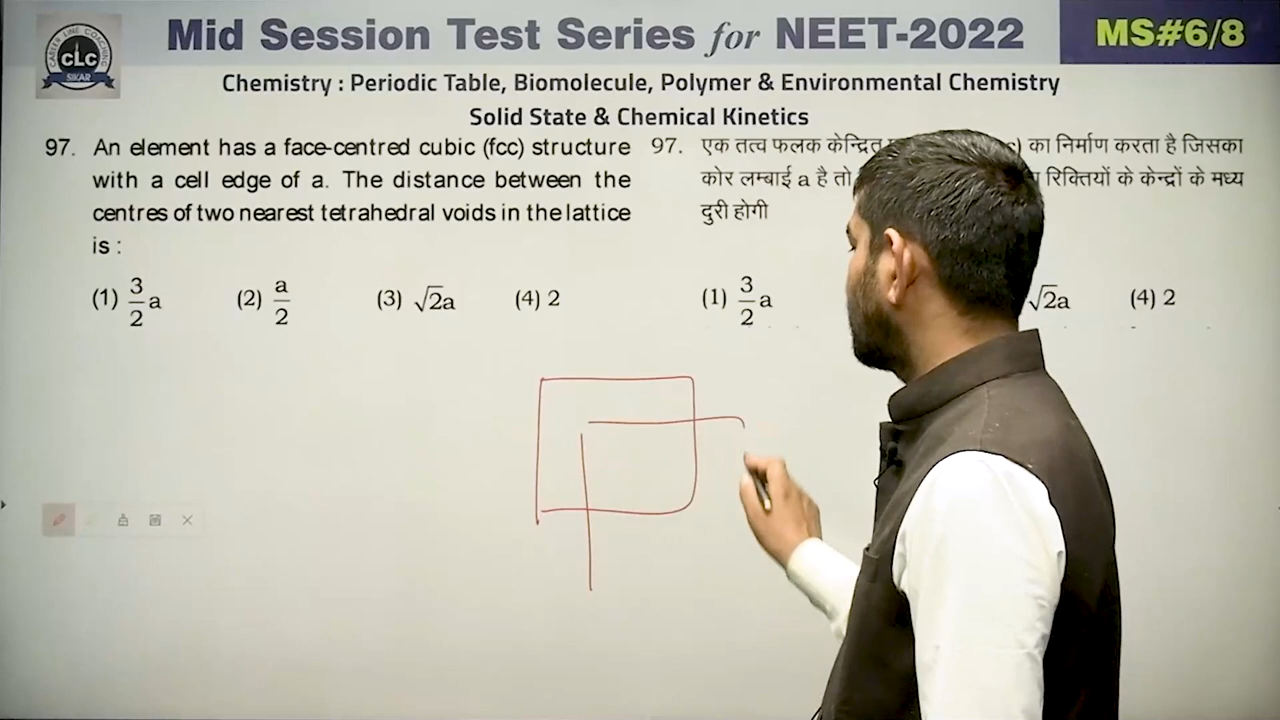 Mid Session Test Series for NEET-2022
MS#6/8
CAREER LINE COACHING
CLC
SIKAR
Chemistry : Periodic Table, Biomolecule, Polymer & Environmental Chemistry
Solid State & Chemical Kinetics
97. An element has a face-centred cubic (fcc) structure
with a cell edge of a. The distance between the
centres of two nearest tetrahedral voids in the lattice
is :
(1) 3/2 a (2) a/2 (3) √2a (4) 2
97. एक तत्व फलक केन्द्रित का निर्माण करता है जिसका
कोर लम्बाई a है तो रिक्तियों के केन्द्रों के मध्य
दुरी होगी
(1) 3/2 a √2a (4) 2